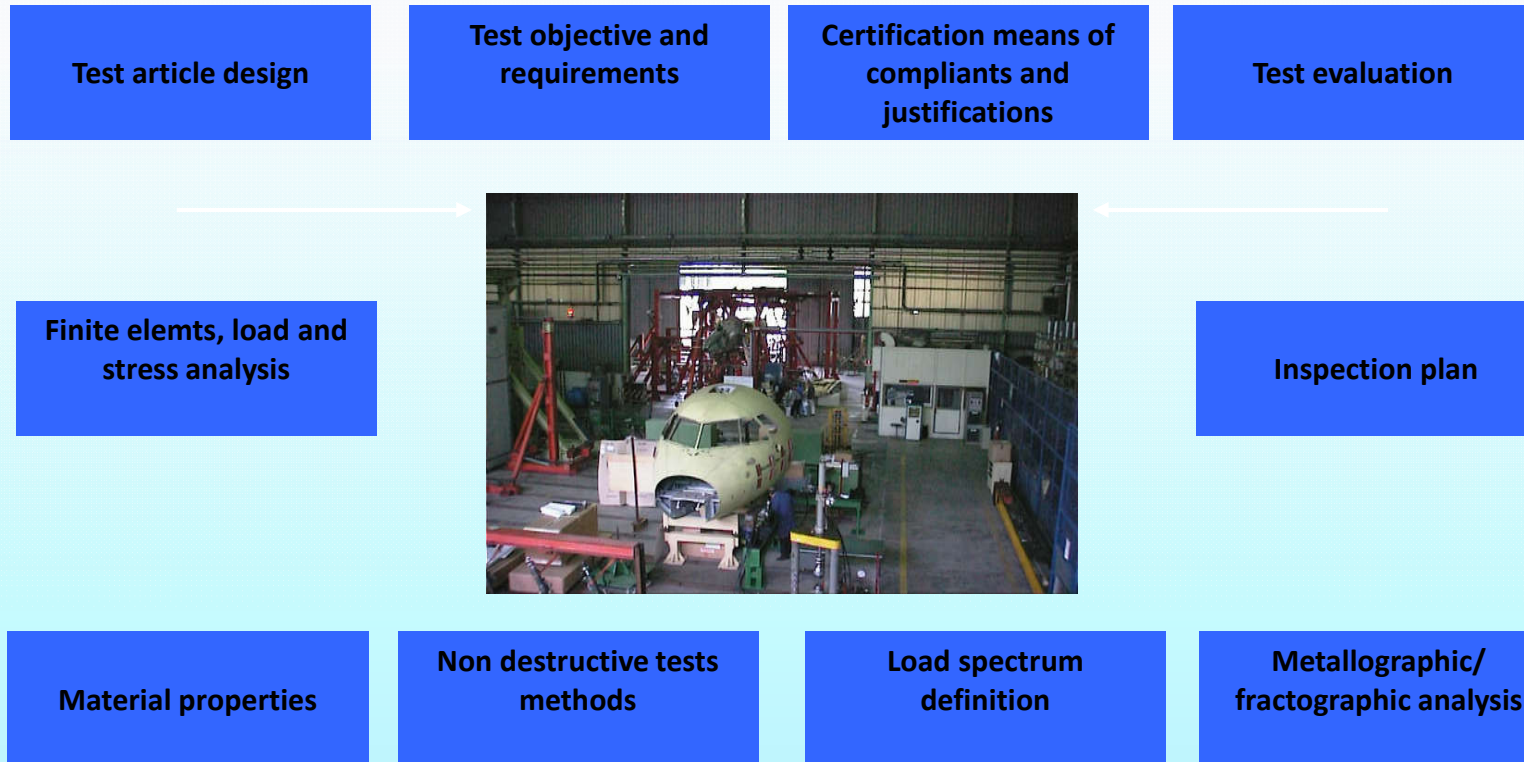 Test article design
Test objective and
requirements
Certification means of
compliants and
justifications
Test evaluation
Finite elemts, load and
stress analysis
Inspection plan
Material properties
Non destructive tests
methods
Load spectrum
definition
Metallographic/
fractographic analysis